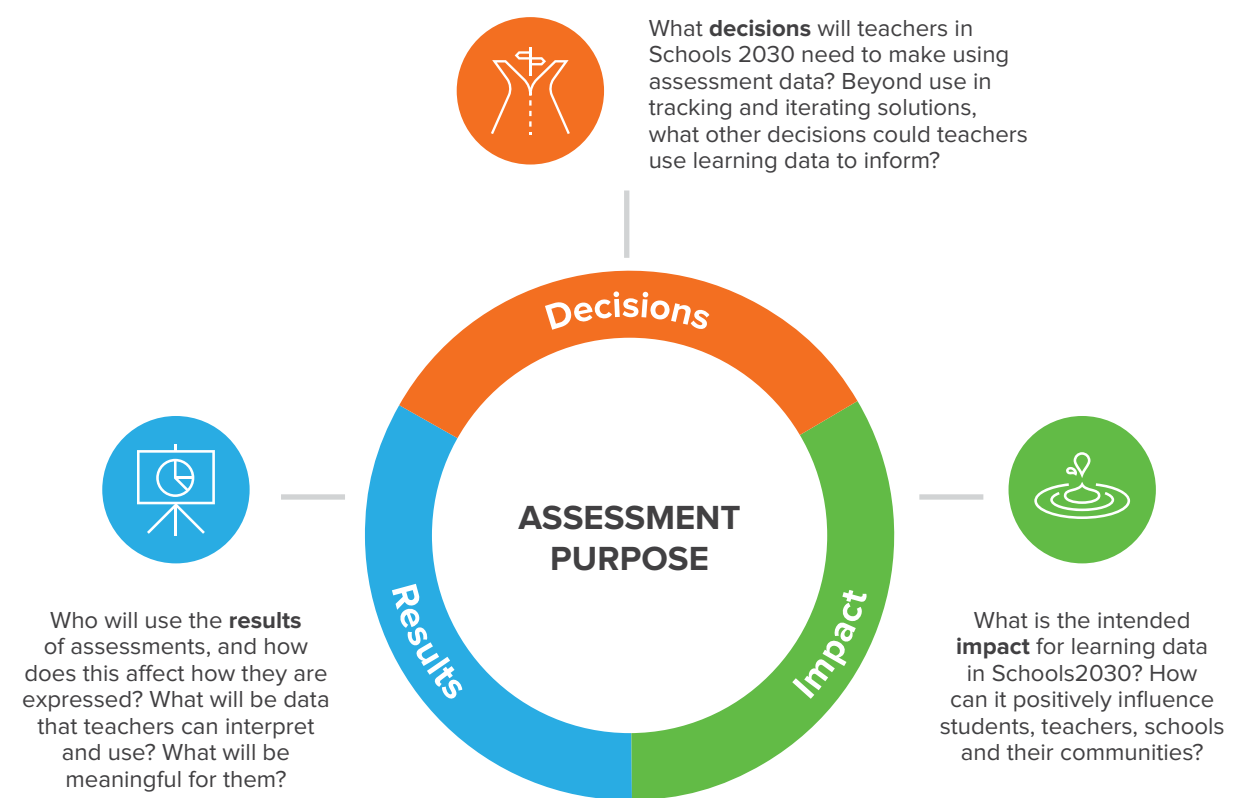 What decisions will teachers in
Schools 2030 need to make using
assessment data? Beyond use in
tracking and iterating solutions,
what other decisions could teachers
use learning data to inform?
Decisions
ASSESSMENT
PURPOSE
Results
Impact
Who will use the results
of assessments, and how
does this affect how they are
expressed? What will be data
that teachers can interpret
and use? What will be
meaningful for them?
What is the intended
impact for learning data
in Schools2030? How
can it positively influence
students, teachers, schools
and their communities?